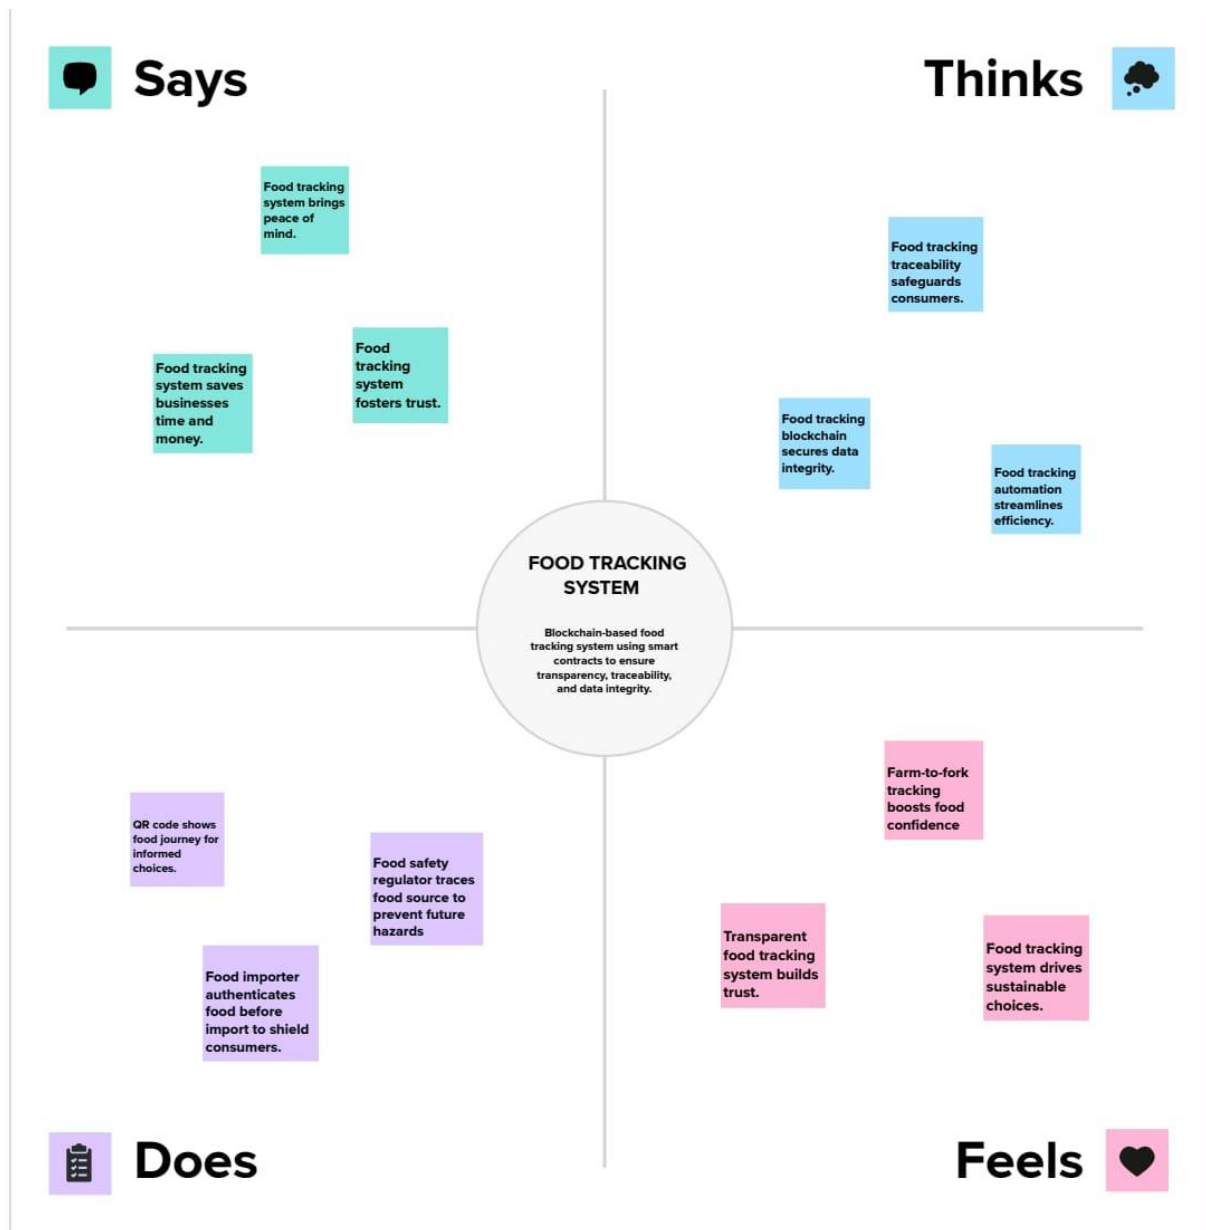 Says
Thinks
Food tracking
system brings
peace of
mind.
Food tracking
system saves
businesses
time and
money.
Food
tracking
system
fosters trust.
Food tracking
traceability
safeguards
consumers.
Food tracking
blockchain
secures data
integrity.
Food tracking
automation
streamlines
efficiency.
FOOD TRACKING
SYSTEM
Blockchain-based food
tracking system using smart
contracts to ensure
transparency, traceability,
and data integrity.
QR code shows
food journey for
informed
choices.
Food safety
regulator traces
food source to
prevent future
hazards
Food importer
authenticates
food before
import to shield
consumers.
Farm-to-fork
tracking
boosts food
confidence
Transparent
food tracking
system builds
trust.
Food tracking
system drives
sustainable
choices.
Does
Feels